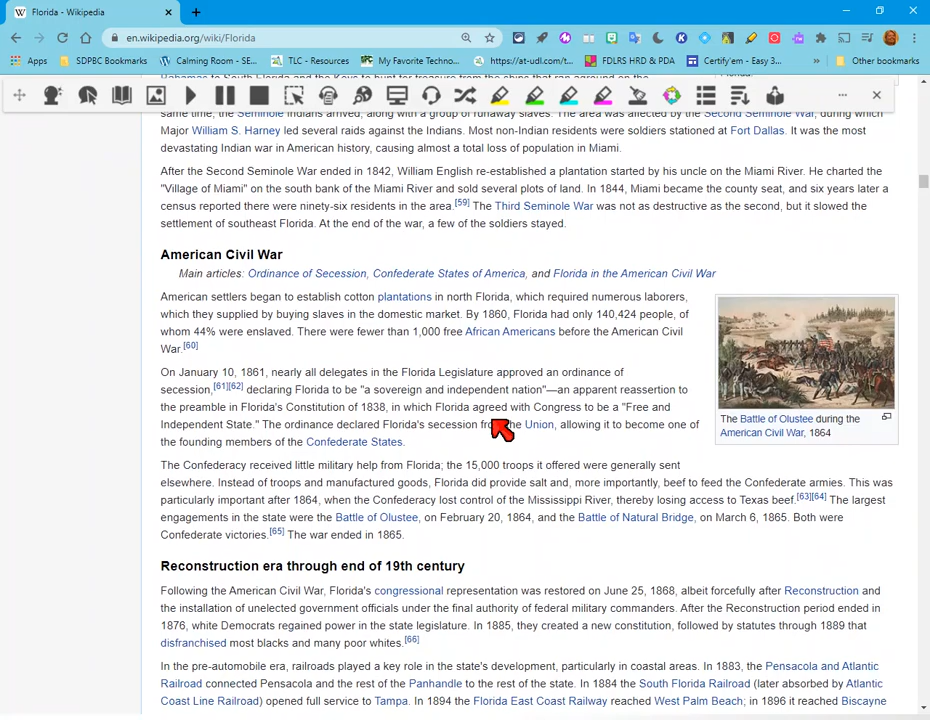 Florida - Wikipedia
en.wikipedia.org/wiki/Florida
Apps SDPBC Bookmarks Calming Room - SE... TLC - Resources My Favorite Techno... https://at-udl.com/t... FDLRS HRD & PDA Certify'em - Easy 3... » Other bookmarks
same time, the Seminole Indians arrived, along with a group of runaway slaves. The area was affected by the Second Seminole War, during which
Major William S. Harney led several raids against the Indians. Most non-Indian residents were soldiers stationed at Fort Dallas. It was the most
devastating Indian war in American history, causing almost a total loss of population in Miami.
After the Second Seminole War ended in 1842, William English re-established a plantation started by his uncle on the Miami River. He charted the
"Village of Miami" on the south bank of the Miami River and sold several plots of land. In 1844, Miami became the county seat, and six years later a
census reported there were ninety-six residents in the area.[59] The Third Seminole War was not as destructive as the second, but it slowed the
settlement of southeast Florida. At the end of the war, a few of the soldiers stayed.
American Civil War
Main articles: Ordinance of Secession, Confederate States of America, and Florida in the American Civil War
American settlers began to establish cotton plantations in north Florida, which required numerous laborers,
which they supplied by buying slaves in the domestic market. By 1860, Florida had only 140,424 people, of
whom 44% were enslaved. There were fewer than 1,000 free African Americans before the American Civil
War.[60]
On January 10, 1861, nearly all delegates in the Florida Legislature approved an ordinance of
secession,[61][62] declaring Florida to be "a sovereign and independent nation"—an apparent reassertion to
the preamble in Florida's Constitution of 1838, in which Florida agreed with Congress to be a "Free and
Independent State." The ordinance declared Florida's secession from the Union, allowing it to become one of
the founding members of the Confederate States.
The Battle of Olustee during the
American Civil War, 1864
The Confederacy received little military help from Florida; the 15,000 troops it offered were generally sent
elsewhere. Instead of troops and manufactured goods, Florida did provide salt and, more importantly, beef to feed the Confederate armies. This was
particularly important after 1864, when the Confederacy lost control of the Mississippi River, thereby losing access to Texas beef.[63][64] The largest
engagements in the state were the Battle of Olustee, on February 20, 1864, and the Battle of Natural Bridge, on March 6, 1865. Both were
Confederate victories.[65] The war ended in 1865.
Reconstruction era through end of 19th century
Following the American Civil War, Florida's congressional representation was restored on June 25, 1868, albeit forcefully after Reconstruction and
the installation of unelected government officials under the final authority of federal military commanders. After the Reconstruction period ended in
1876, white Democrats regained power in the state legislature. In 1885, they created a new constitution, followed by statutes through 1889 that
disfranchised most blacks and many poor whites.[66]
In the pre-automobile era, railroads played a key role in the state's development, particularly in coastal areas. In 1883, the Pensacola and Atlantic
Railroad connected Pensacola and the rest of the Panhandle to the rest of the state. In 1884 the South Florida Railroad (later absorbed by Atlantic
Coast Line Railroad) opened full service to Tampa. In 1894 the Florida East Coast Railway reached West Palm Beach; in 1896 it reached Biscayne